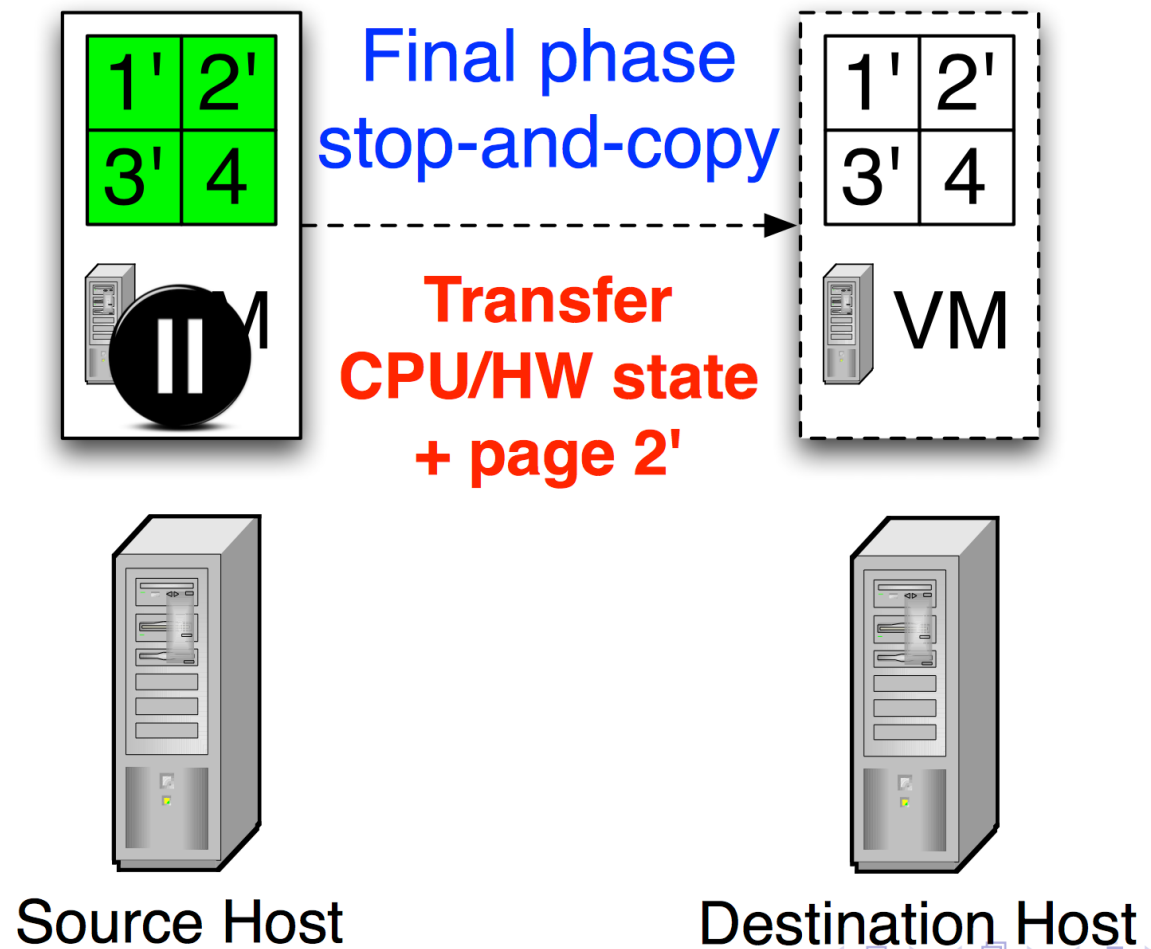 1' 2'
3' 4
Final phase
stop-and-copy
1' 2'
3' 4
Transfer
CPU/HW state
+ page 2'
M
VM
Source Host
Destination Host